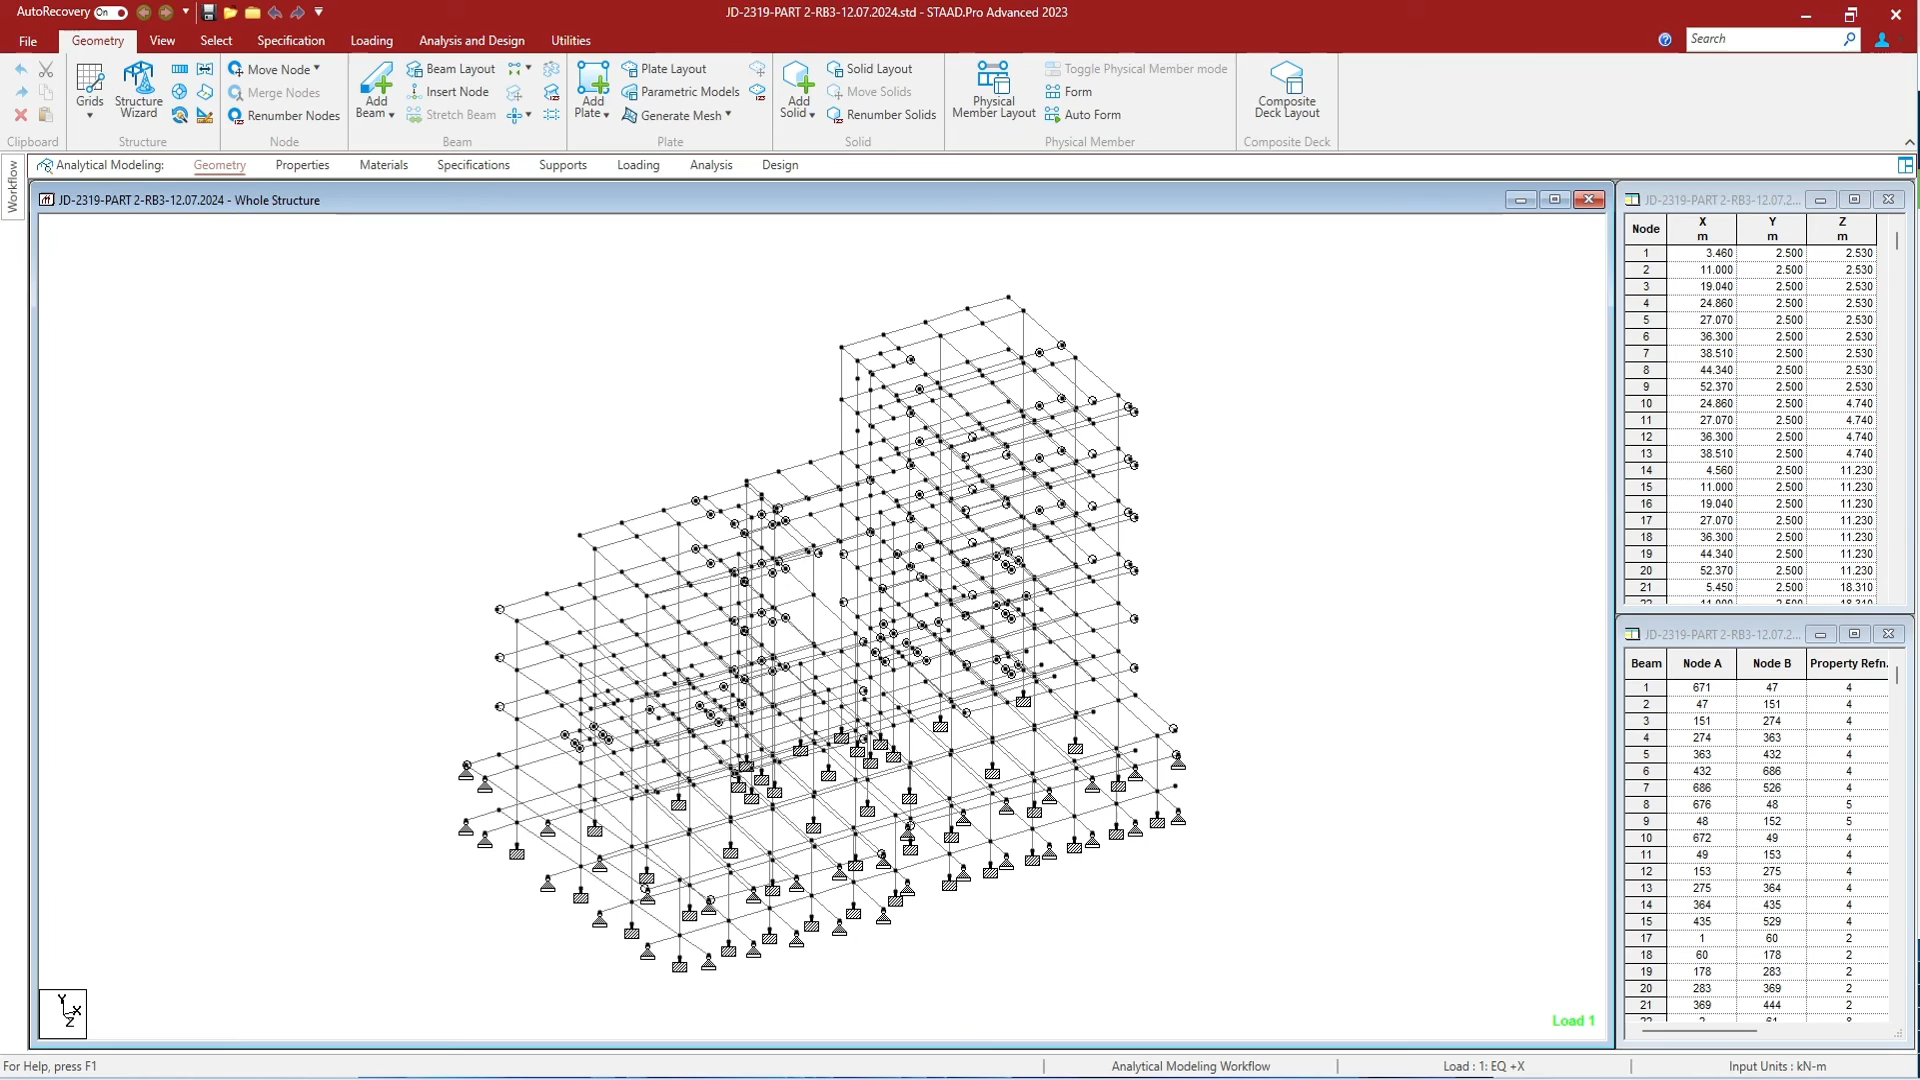 AutoRecovery On JD-2319-PART 2-RB3-12.07.2024.std - STAAD.Pro Advanced 2023
File Geometry View Select Specification Loading Analysis and Design Utilities Search
Move Node Beam Layout Plate Layout Solid Layout Toggle Physical Member mode
Merge Nodes Insert Node Parametric Models Move Solids Form
Renumber Nodes Stretch Beam Generate Mesh Renumber Solids Auto Form
Grids Structure Wizard Add Beam Add Plate Add Solid Physical Member Layout Composite Deck Layout
Clipboard Structure Node Beam Plate Solid Physical Member Composite Deck
Workflow
Analytical Modeling: Geometry Properties Materials Specifications Supports Loading Analysis Design
JD-2319-PART 2-RB3-12.07.2024 - Whole Structure
JD-2319-PART 2-RB3-12.07.2...
Node X m Y m Z m
1 3.460 2.500 2.530
2 11.000 2.500 2.530
3 19.040 2.500 2.530
4 24.860 2.500 2.530
5 27.070 2.500 2.530
6 36.300 2.500 2.530
7 38.510 2.500 2.530
8 44.340 2.500 2.530
9 52.370 2.500 2.530
10 24.860 2.500 4.740
11 27.070 2.500 4.740
12 36.300 2.500 4.740
13 38.510 2.500 4.740
14 4.560 2.500 11.230
15 11.000 2.500 11.230
16 19.040 2.500 11.230
17 27.070 2.500 11.230
18 36.300 2.500 11.230
19 44.340 2.500 11.230
20 52.370 2.500 11.230
21 5.450 2.500 18.310
JD-2319-PART 2-RB3-12.07.2...
Beam Node A Node B Property Refn.
1 671 47 4
2 47 151 4
3 151 274 4
4 274 363 4
5 363 432 4
6 432 686 4
7 686 526 4
8 676 48 5
9 48 152 5
10 672 49 4
11 49 153 4
12 153 275 4
13 275 364 4
14 364 435 4
15 435 529 4
17 1 60 2
18 60 178 2
19 178 283 2
20 283 369 2
21 369 444 2
Y
X
Z
Load 1
For Help, press F1 Analytical Modeling Workflow Load : 1: EQ +X Input Units : kN-m